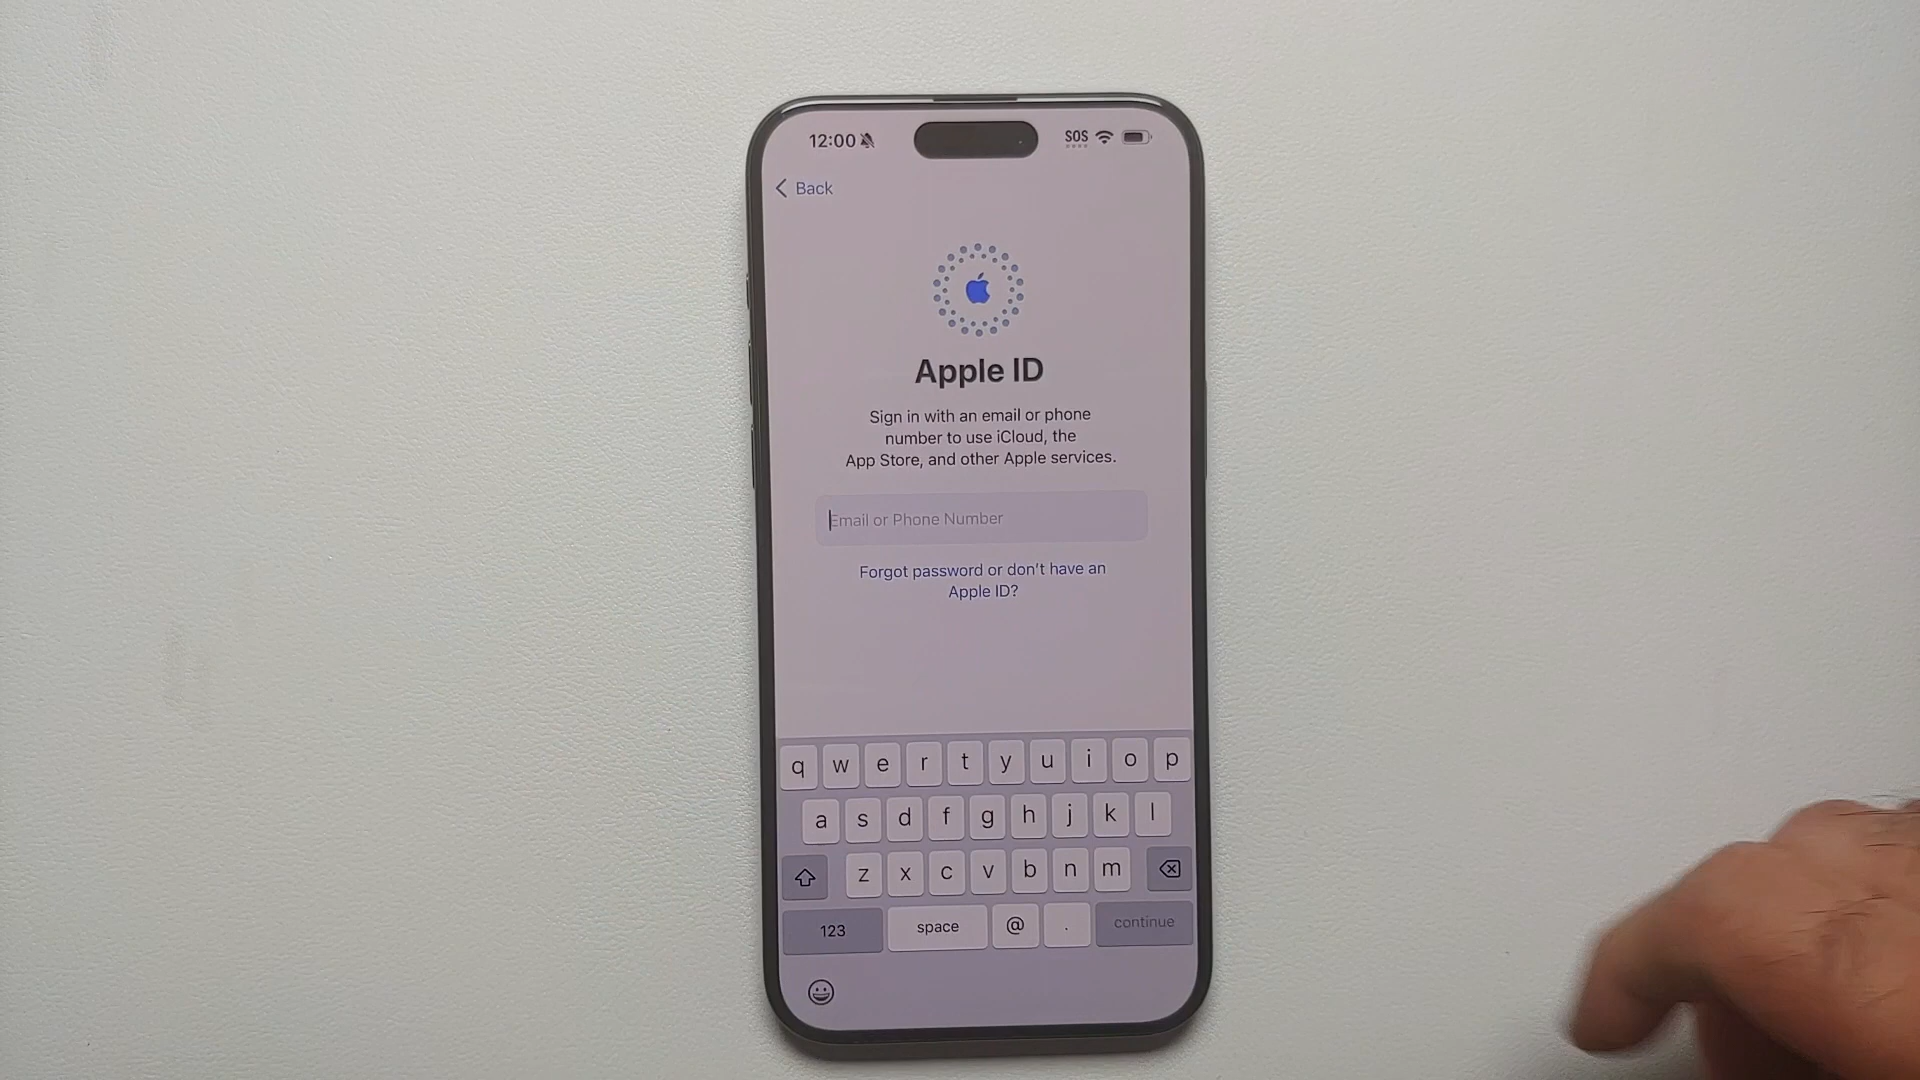 12:00 SOS
Back
Apple ID
Sign in with an email or phone
number to use iCloud, the
App Store, and other Apple services.
Email or Phone Number
Forgot password or don't have an
Apple ID?
q w e r t y u i o p
a s d f g h j k l
z x c v b n m
123 space @ . continue